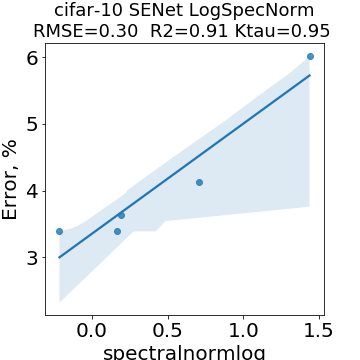 cifar-10 SENet LogSpecNorm
RMSE=0.30 R2=0.91 Ktau=0.95
Error, %
6
5
4
3
0.0 0.5 1.0 1.5
spectralnormlog